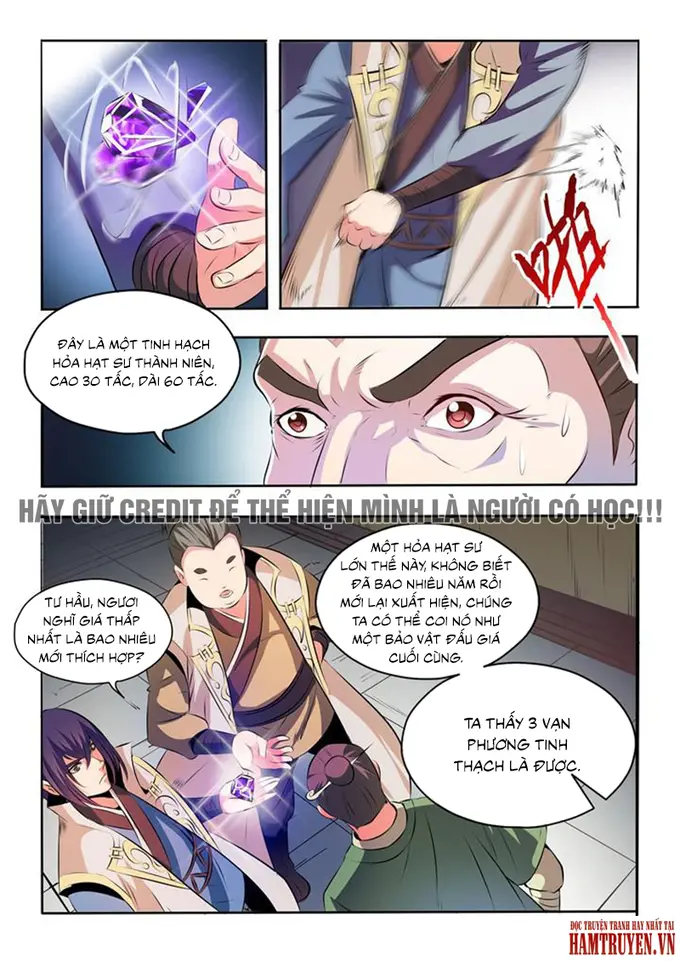 啪
ĐÂY LÀ MỘT TINH HẠCH
HỎA HẠT SƯ THÀNH NIÊN,
CAO 30 TẤC, DÀI 60 TẤC.
HÃY GIỮ CREDIT ĐỂ THỂ HIỆN MÌNH LÀ NGƯỜI CÓ HỌC!!!
TƯ HẦU, NGƯƠI
NGHĨ GIÁ THẤP
NHẤT LÀ BAO NHIÊU
MỚI THÍCH HỢP?
MỘT HỎA HẠT SƯ
LỚN THẾ NÀY, KHÔNG BIẾT
ĐÃ BAO NHIÊU NĂM RỒI
MỚI LẠI XUẤT HIỆN, CHÚNG
TA CÓ THỂ COI NÓ NHƯ
MỘT BẢO VẬT ĐẤU GIÁ
CUỐI CÙNG.
TA THẤY 3 VẠN
PHƯƠNG TINH
THẠCH LÀ ĐƯỢC.
ĐỌC TRUYỆN TRANH HAY NHẤT TẠI
HAMTRUYEN.VN